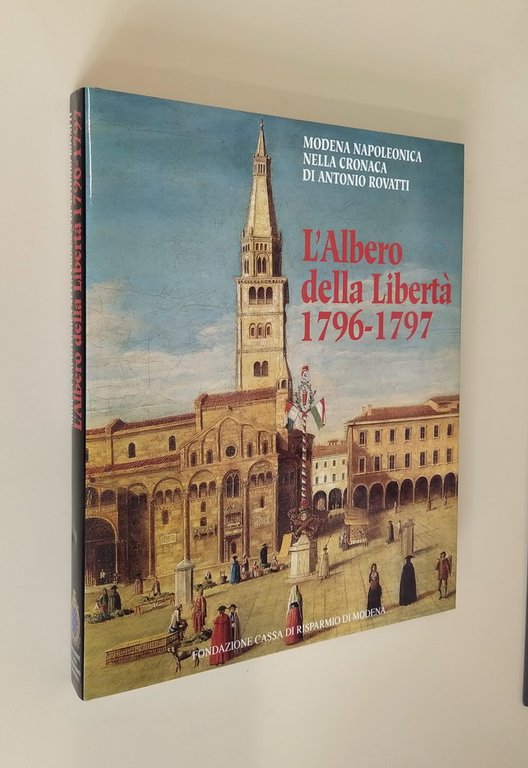 MODENA NAPOLEONICA
NELLA CRONACA
DI ANTONIO ROVATTI
L'Albero
della Libertà
1796-1797
FONDAZIONE CASSA DI RISPARMIO DI MODENA
L'Albero della Libertà 1796-1797